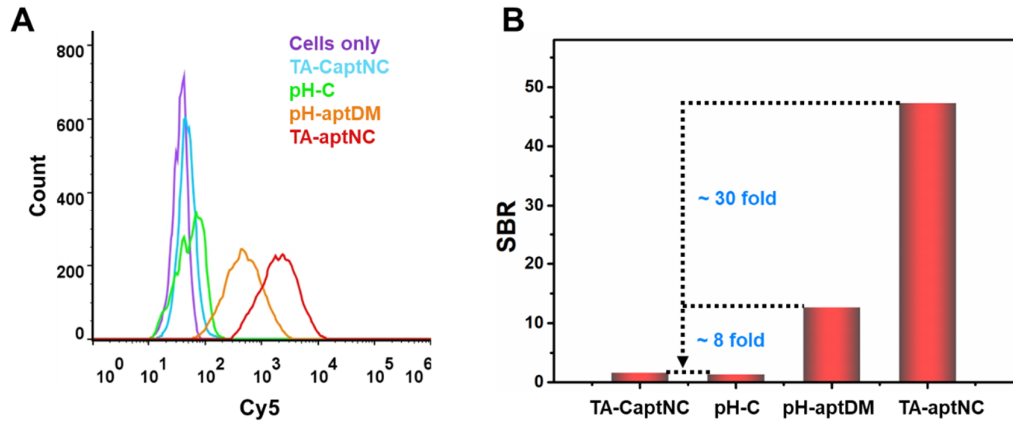 A
Count
800
600
400
200
0
Cells only
TA-CaptNC
pH-C
pH-aptDM
TA-aptNC
10⁰ 10¹ 10² 10³ 10⁴ 10⁵ 10⁶
Cy5
B
SBR
50
40
30
20
10
0
~ 30 fold
~ 8 fold
TA-CaptNC pH-C pH-aptDM TA-aptNC